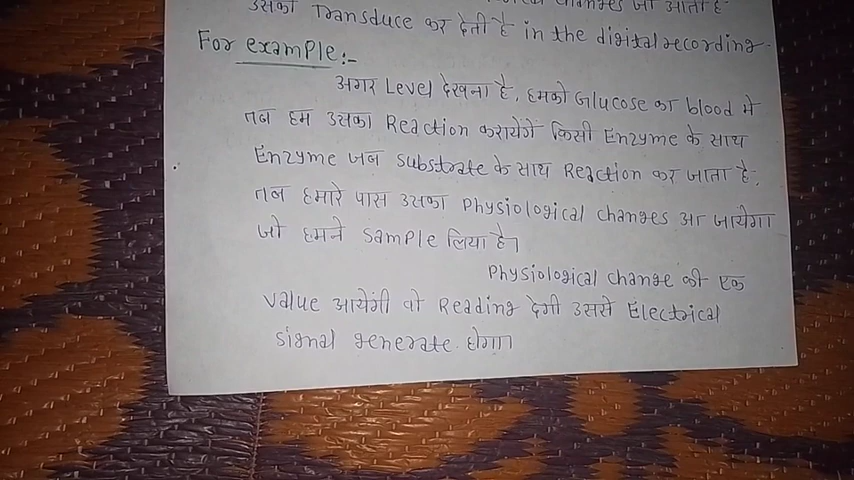 changes जो आता है
उसको Transduce कर देती है in the digital recording.
For example:-
अगर Level देखना है, हमको Glucose का blood में
तब हम उसका Reaction करायेगें किसी Enzyme के साथ
Enzyme जब substrate के साथ Reaction कर जाता है,
तब हमारे पास उसका Physiological changes आ जायेगा
जो हमने sample लिया है।
Physiological change की एक
value आयेगी वो Reading देगी उससे Electrical
signal generate होगा।